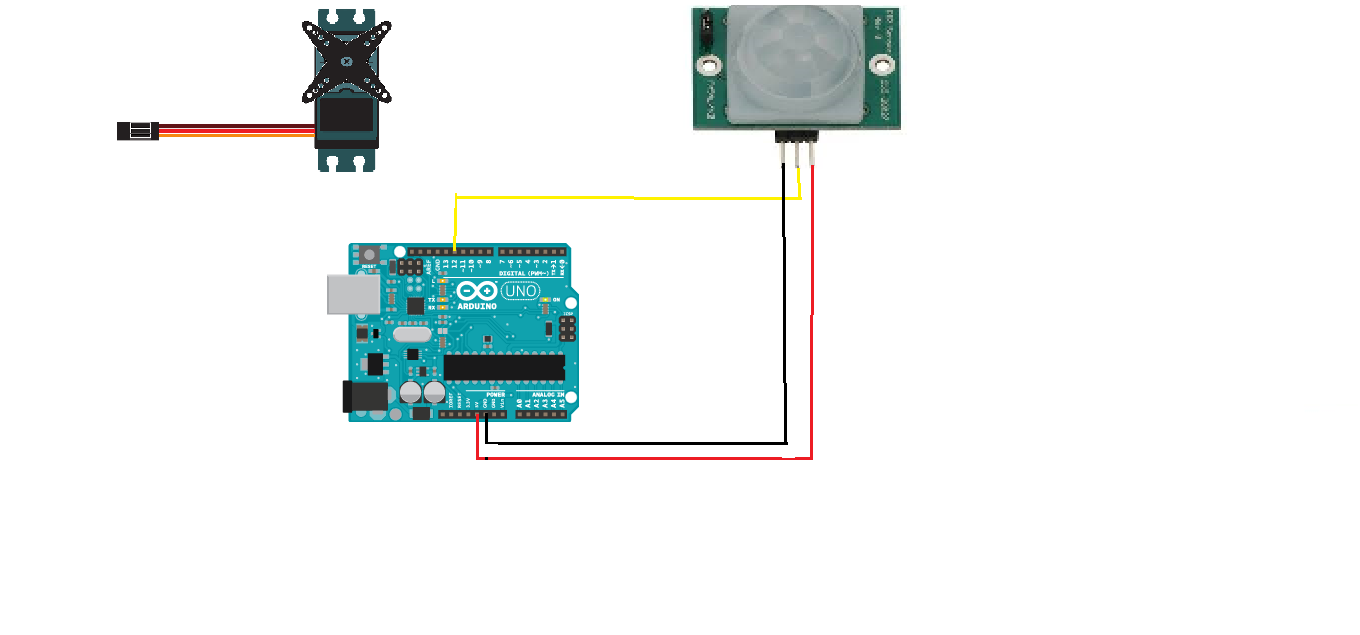 RESET
AREF
GND
13
12
~11
~10
~9
8
7
~6
~5
4
~3
2
TX→1
RX←0
DIGITAL (PWM~)
UNO
ARDUINO
TX
RX
ON
ICSP
POWER
ANALOG IN
IOREF
RESET
3.3V
5V
GND
GND
Vin
A0
A1
A2
A3
A4
A5